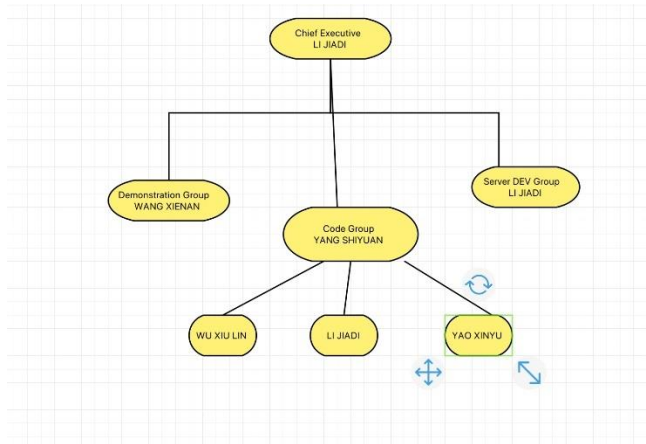 Chief Executive
LI JIADI
Demonstration Group
WANG XIENAN
Server DEV Group
LI JIADI
Code Group
YANG SHIYUAN
WU XIU LIN
LI JIADI
YAO XINYU